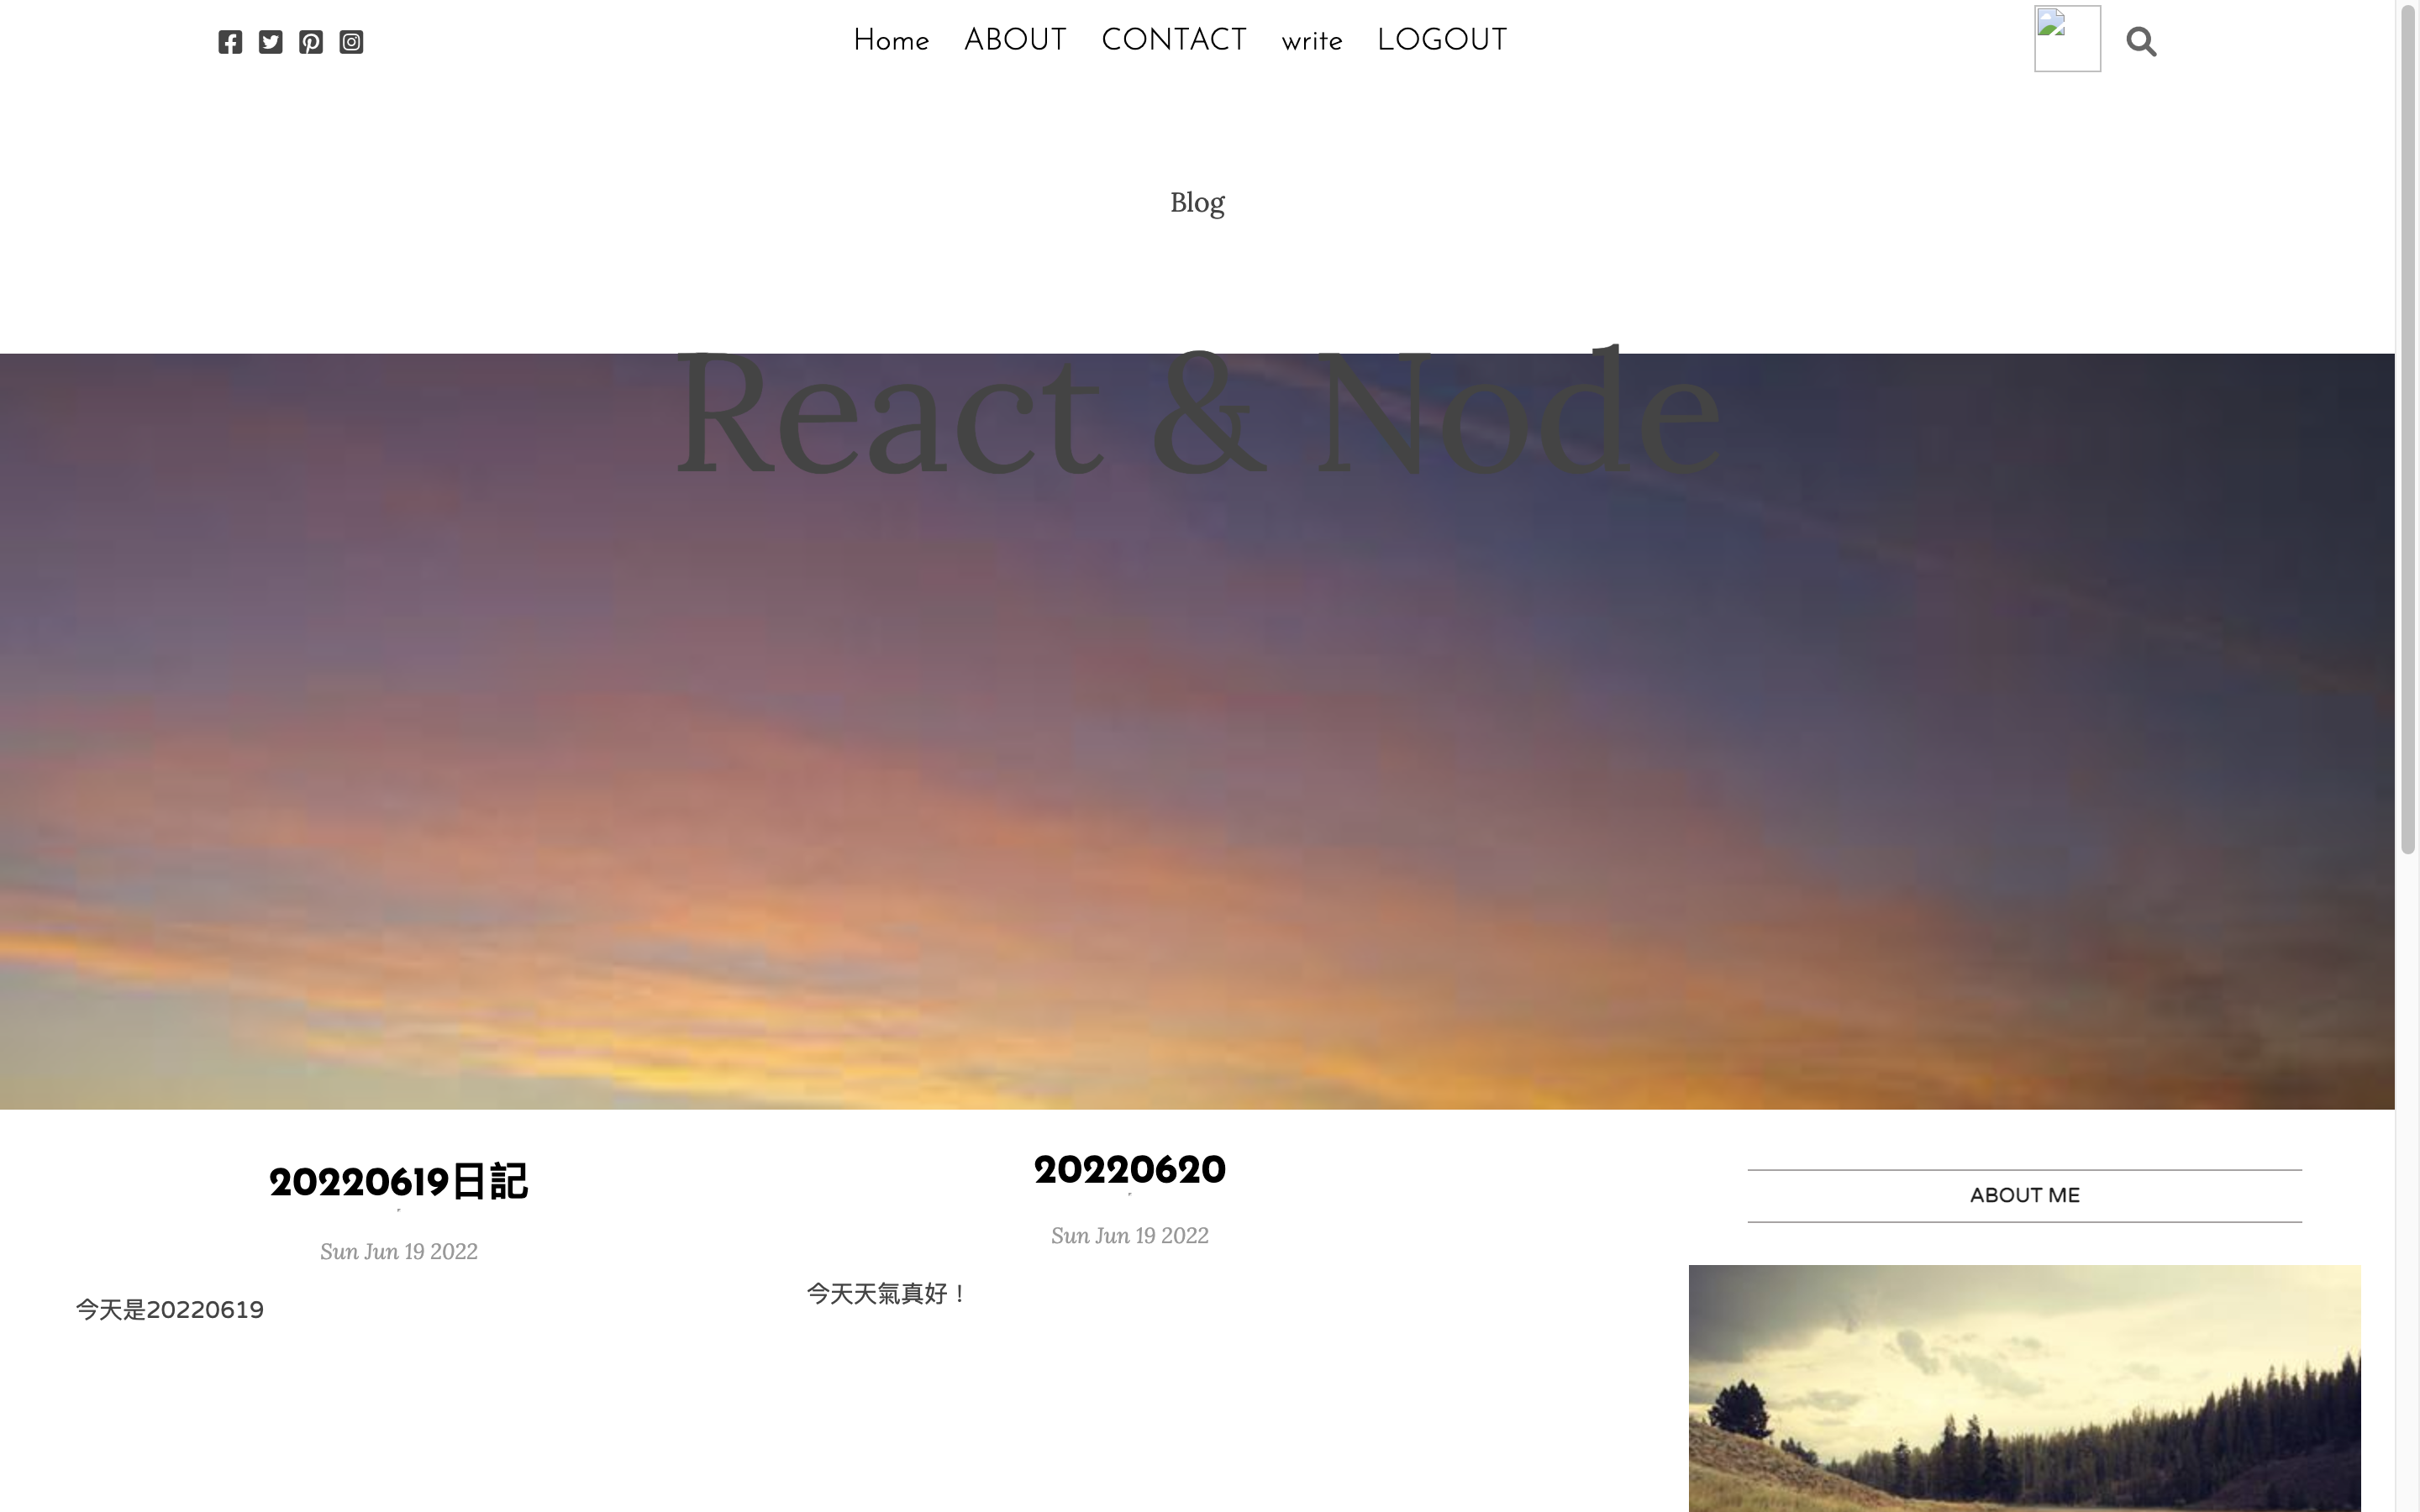 Home ABOUT CONTACT write LOGOUT
Blog
React & Node
20220619日記
Sun Jun 19 2022
今天是20220619
20220620
Sun Jun 19 2022
今天天氣真好！
ABOUT ME